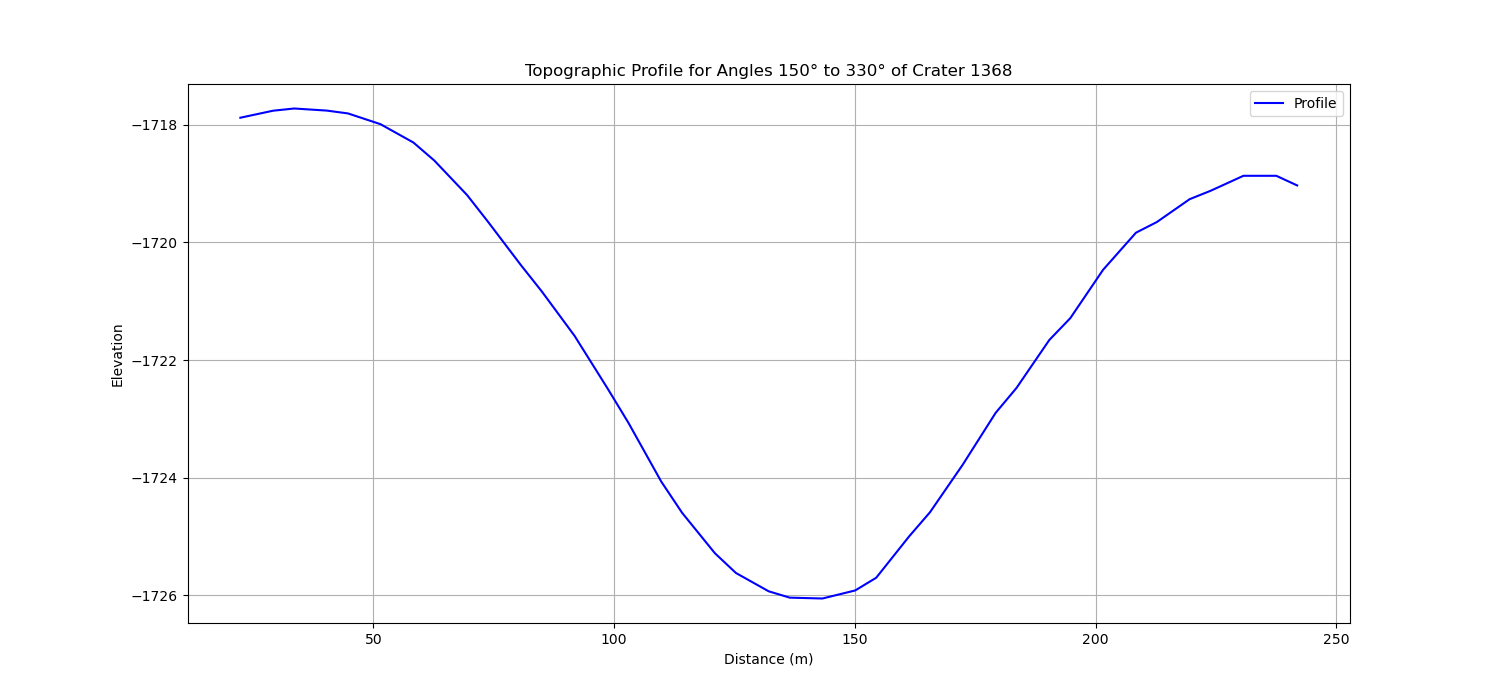 Topographic Profile for Angles 150° to 330° of Crater 1368
Profile
−1718
−1720
−1722
−1724
−1726
Elevation
50
100
150
200
250
Distance (m)